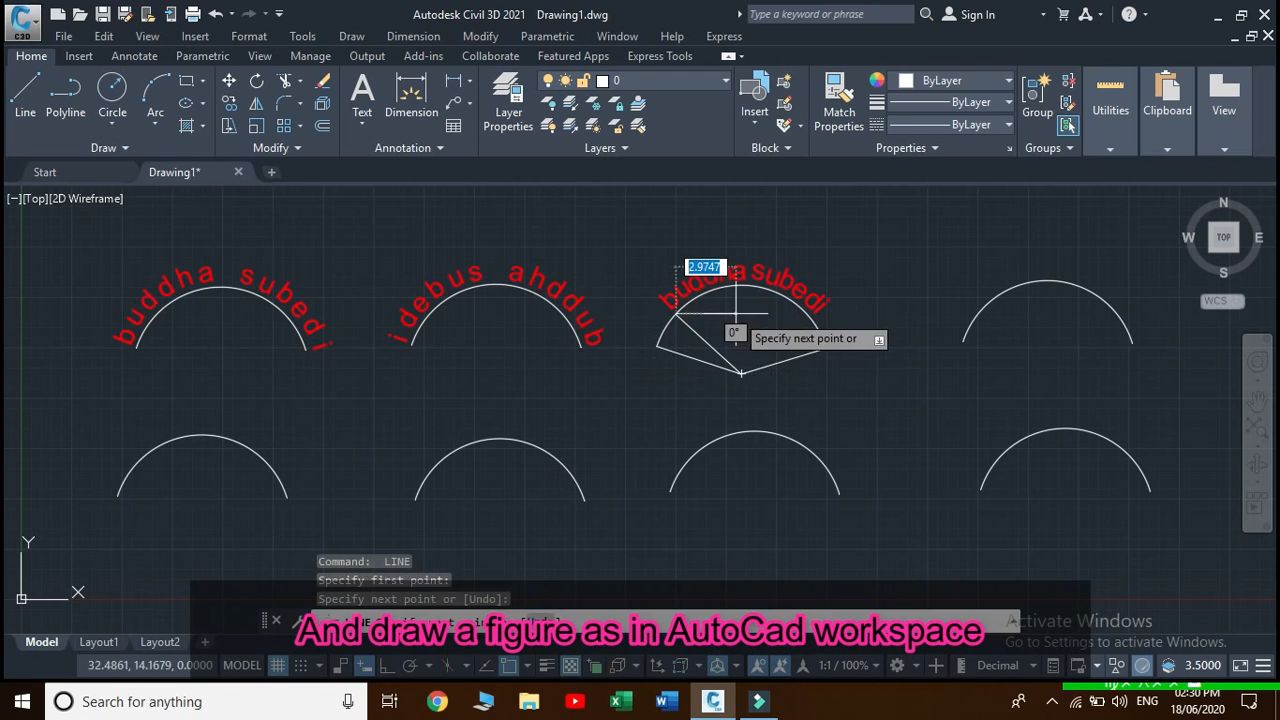 C3D
Autodesk Civil 3D 2021 Drawing1.dwg
Type a keyword or phrase
Sign In
File Edit View Insert Format Tools Draw Dimension Modify Parametric Window Help Express
Home Insert Annotate Parametric View Manage Output Add-ins Collaborate Featured Apps Express Tools
0
ByLayer
ByLayer
ByLayer
Line Polyline Circle Arc
Text Dimension
Layer Properties
Insert
Match Properties
Group
Utilities
Clipboard
View
Draw Modify Annotation Layers Block Properties Groups
Start Drawing1*
[−][Top][2D Wireframe]
N
W TOP E
S
WCS
buddha subedi
idebus ahddub
buddha subedi
2.9747
0°
Specify next point or
Y
X
Command: LINE
Specify first point:
Specify next point or [Undo]:
And draw a figure as in AutoCad workspace
Activate Windows
Go to Settings to activate Windows.
Model Layout1 Layout2
32.4861, 14.1679, 0.0000 MODEL
1:1 / 100%
Decimal
3.5000
Search for anything
02:30 PM
18/06/2020